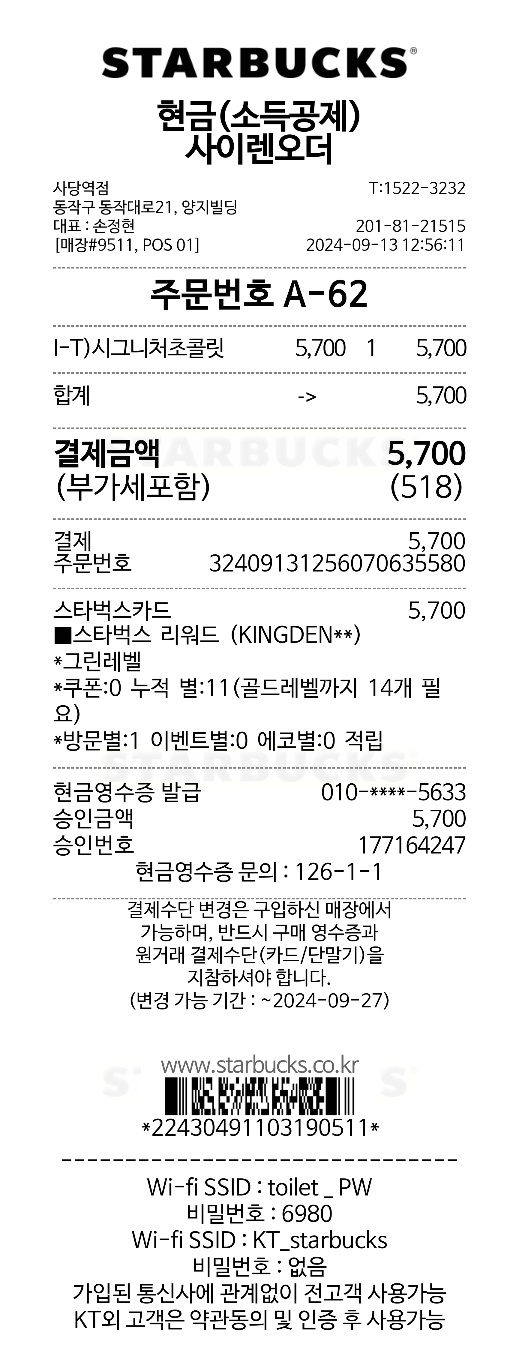 STARBUCKS®
현금(소득공제)
사이렌오더
사당역점 T:1522-3232
동작구 동작대로21, 양지빌딩
대표 : 손정현 201-81-21515
[매장#9511, POS 01] 2024-09-13 12:56:11
주문번호 A-62
I-T)시그니처초콜릿 5,700 1 5,700
합계 -> 5,700
결제금액 5,700
(부가세포함) (518)
결제 5,700
주문번호 32409131256070635580
스타벅스카드 5,700
■스타벅스 리워드 (KINGDEN**)
*그린레벨
*쿠폰:0 누적 별:11(골드레벨까지 14개 필
요)
*방문별:1 이벤트별:0 에코별:0 적립
현금영수증 발급 010-****-5633
승인금액 5,700
승인번호 177164247
현금영수증 문의 : 126-1-1
결제수단 변경은 구입하신 매장에서
가능하며, 반드시 구매 영수증과
원거래 결제수단(카드/단말기)을
지참하셔야 합니다.
(변경 가능 기간 : ~2024-09-27)
www.starbucks.co.kr
*22430491103190511*
Wi-fi SSID : toilet _ PW
비밀번호 : 6980
Wi-fi SSID : KT_starbucks
비밀번호 : 없음
가입된 통신사에 관계없이 전고객 사용가능
KT외 고객은 약관동의 및 인증 후 사용가능